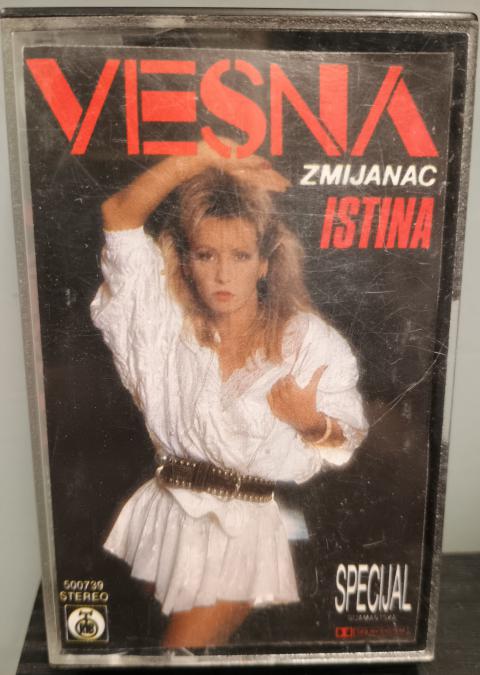 VESNA
ZMIJANAC
ISTINA
500739
STEREO
SPECIJAL